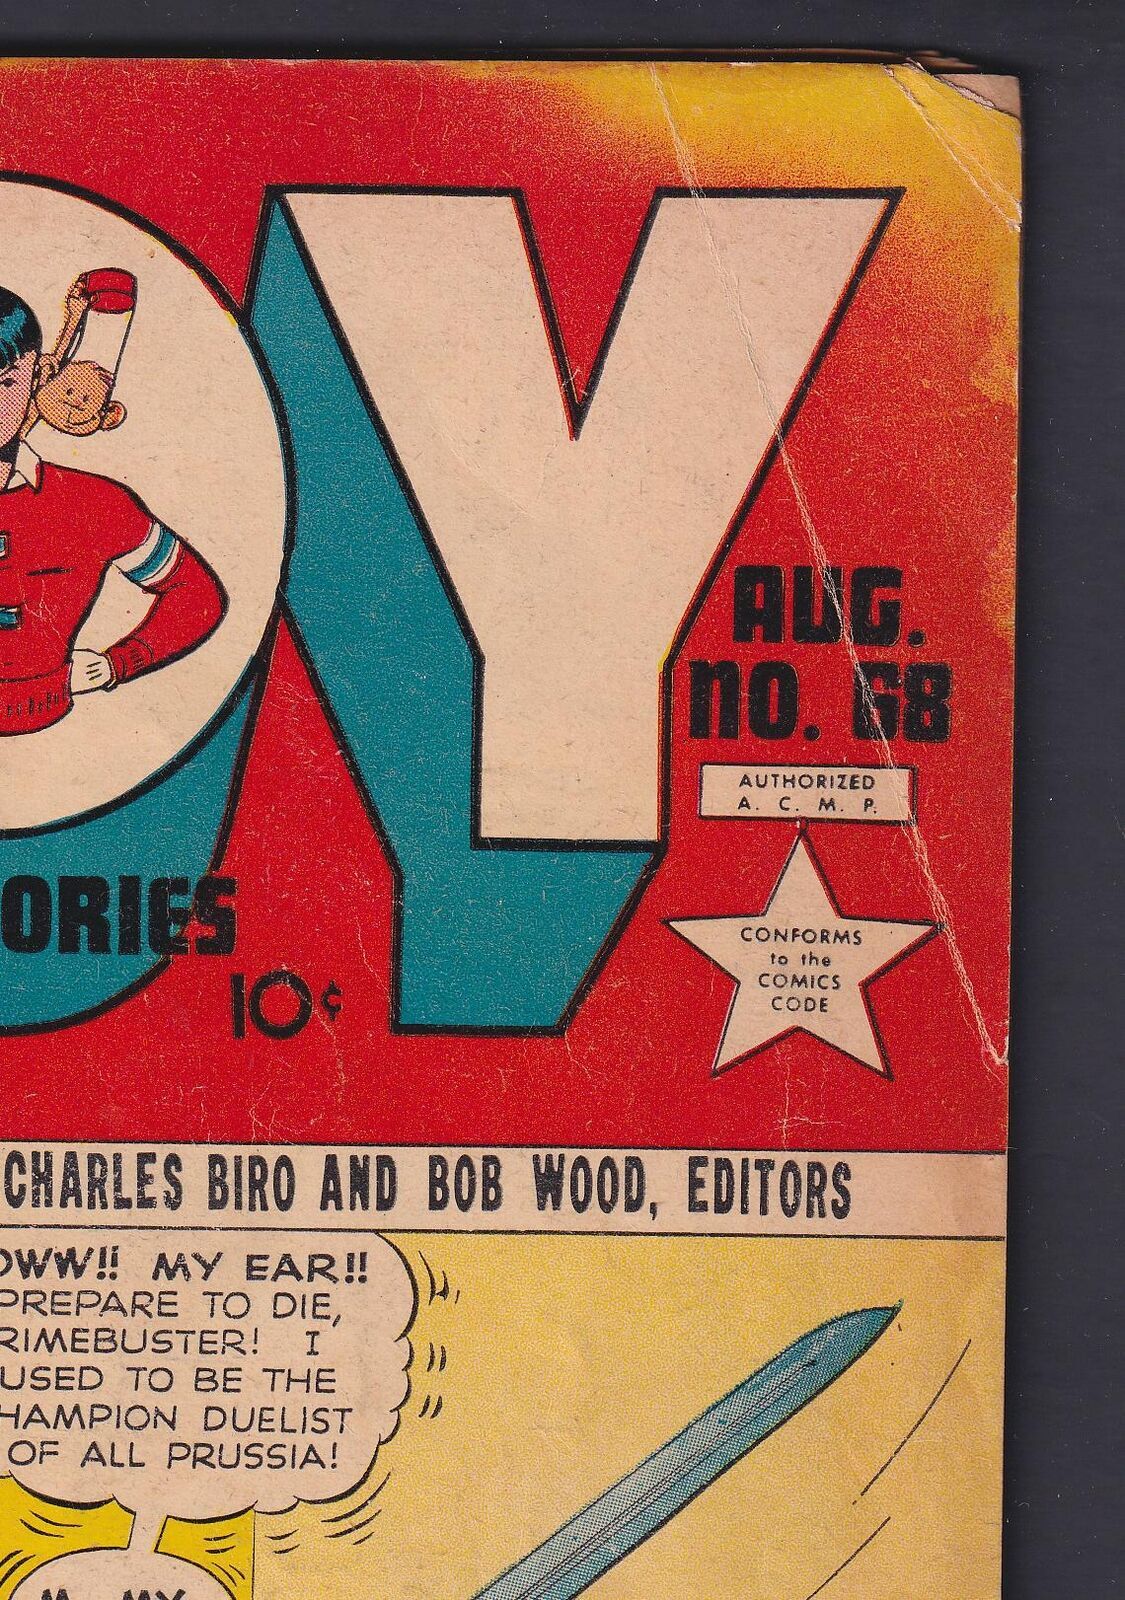 OY
AUG.
NO. 68
AUTHORIZED
A. C. M. P.
CONFORMS
to the
COMICS
CODE
ORIES
10¢
CHARLES BIRO AND BOB WOOD, EDITORS
OWW!! MY EAR!!
PREPARE TO DIE,
RIMEBUSTER! I
USED TO BE THE
HAMPION DUELIST
OF ALL PRUSSIA!
MY